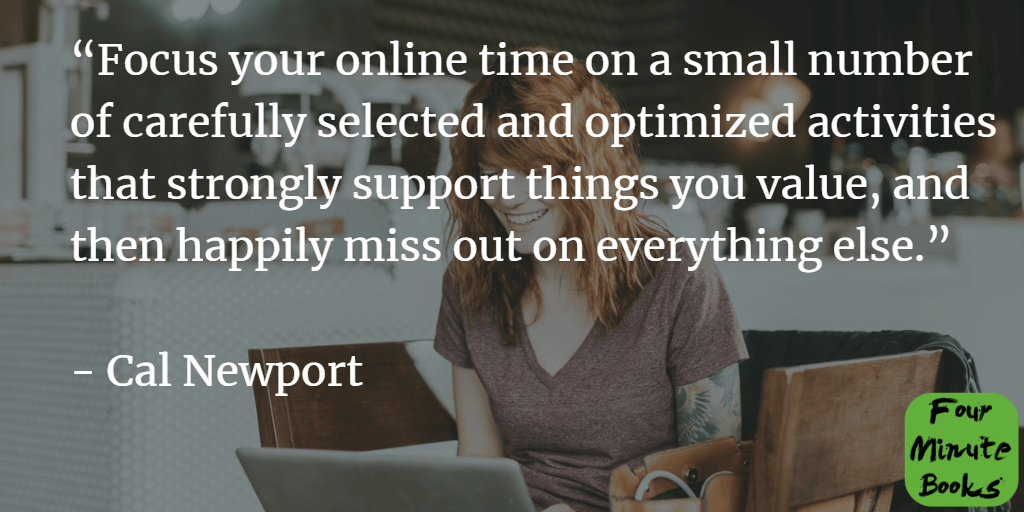 “Focus your online time on a small number
of carefully selected and optimized activities
that strongly support things you value, and
then happily miss out on everything else.”
- Cal Newport
Four
Minute
Books